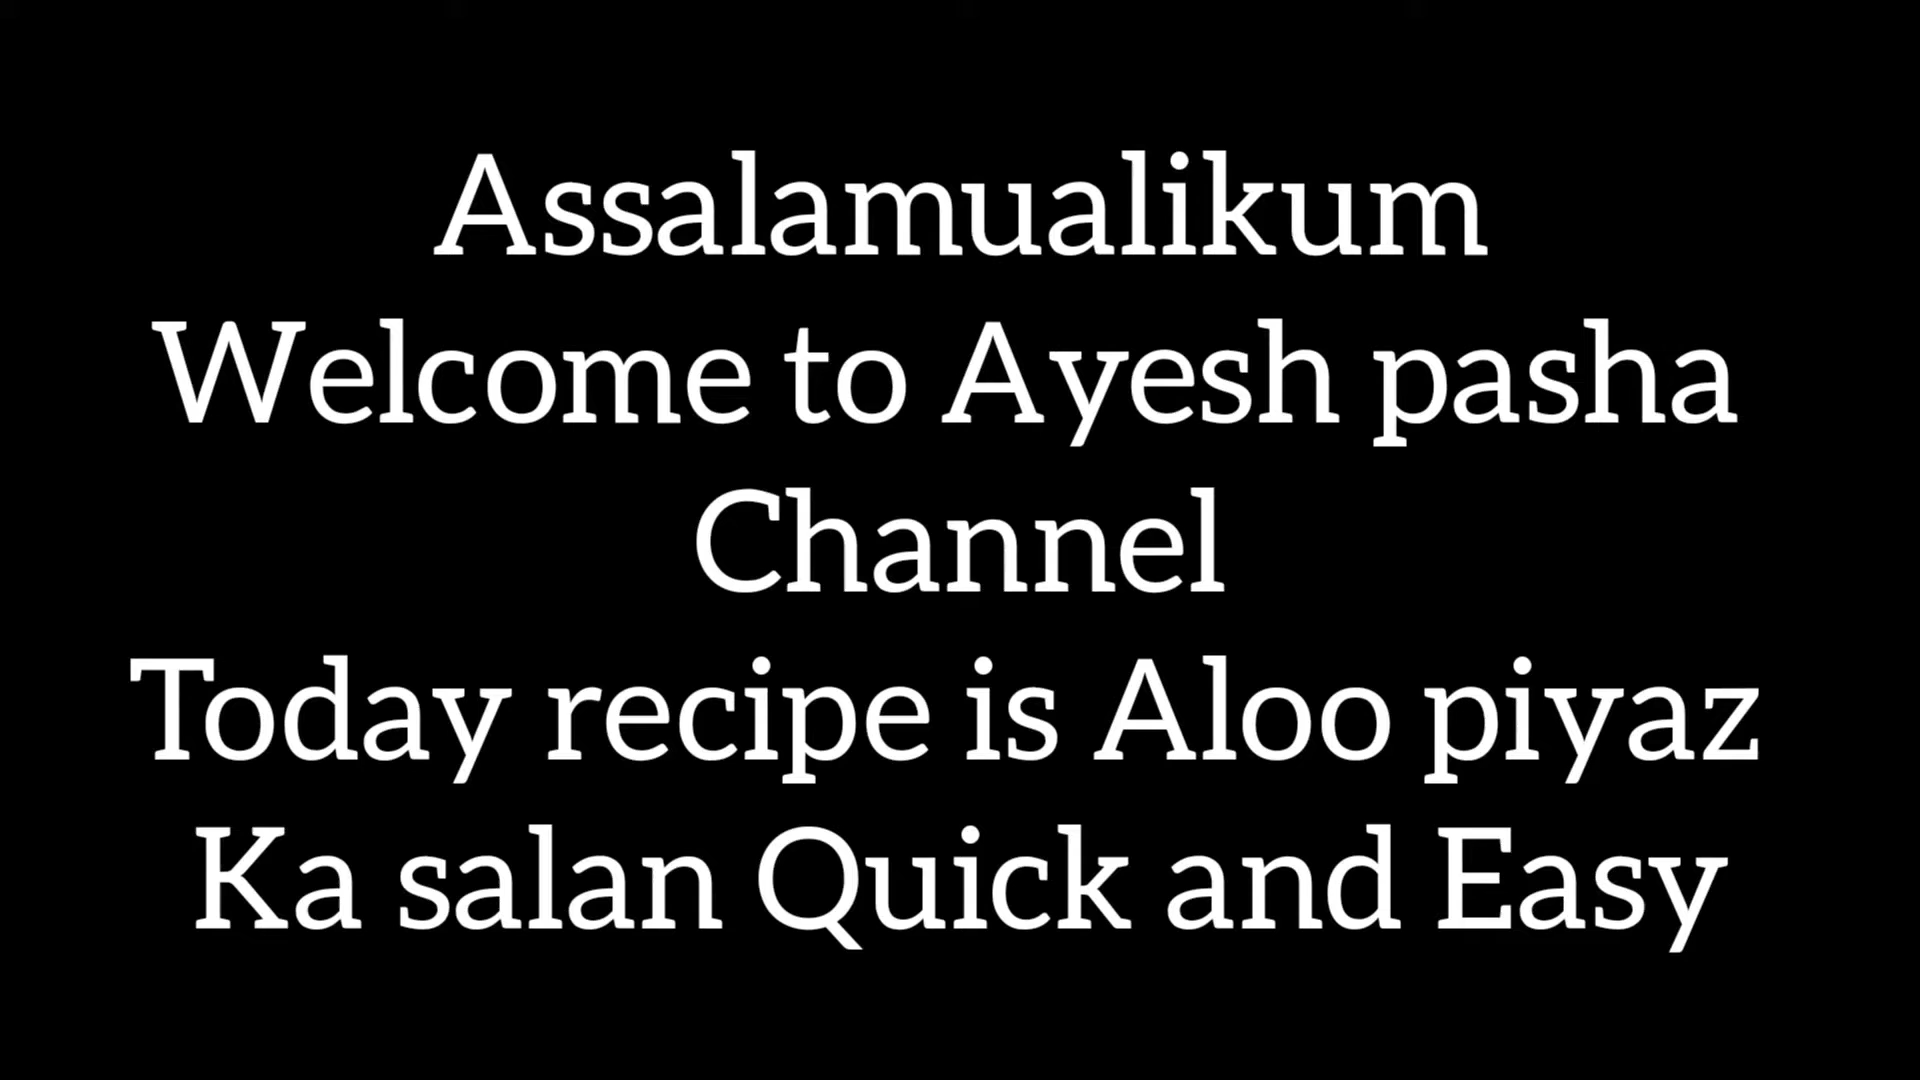 Assalamualikum
Welcome to Ayesh pasha
Channel
Today recipe is Aloo piyaz
Ka salan Quick and Easy